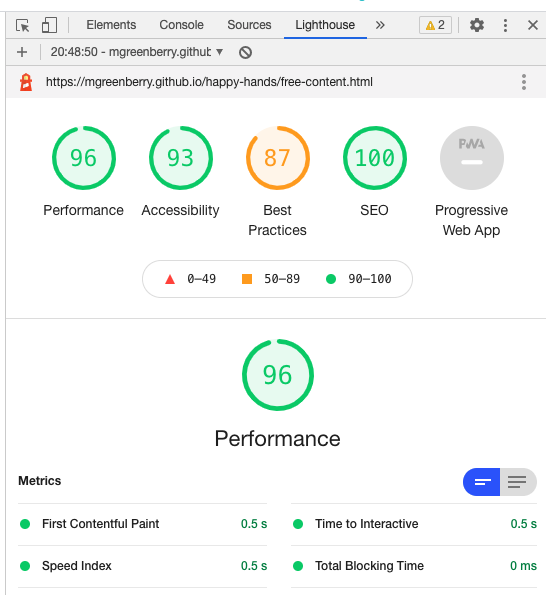 Elements Console Sources Lighthouse » 2
20:48:50 - mgreenberry.github
https://mgreenberry.github.io/happy-hands/free-content.html
96 93 87 100 PWA
Performance Accessibility Best Practices SEO Progressive Web App
0–49 50–89 90–100
96
Performance
Metrics
First Contentful Paint 0.5 s Time to Interactive 0.5 s
Speed Index 0.5 s Total Blocking Time 0 ms